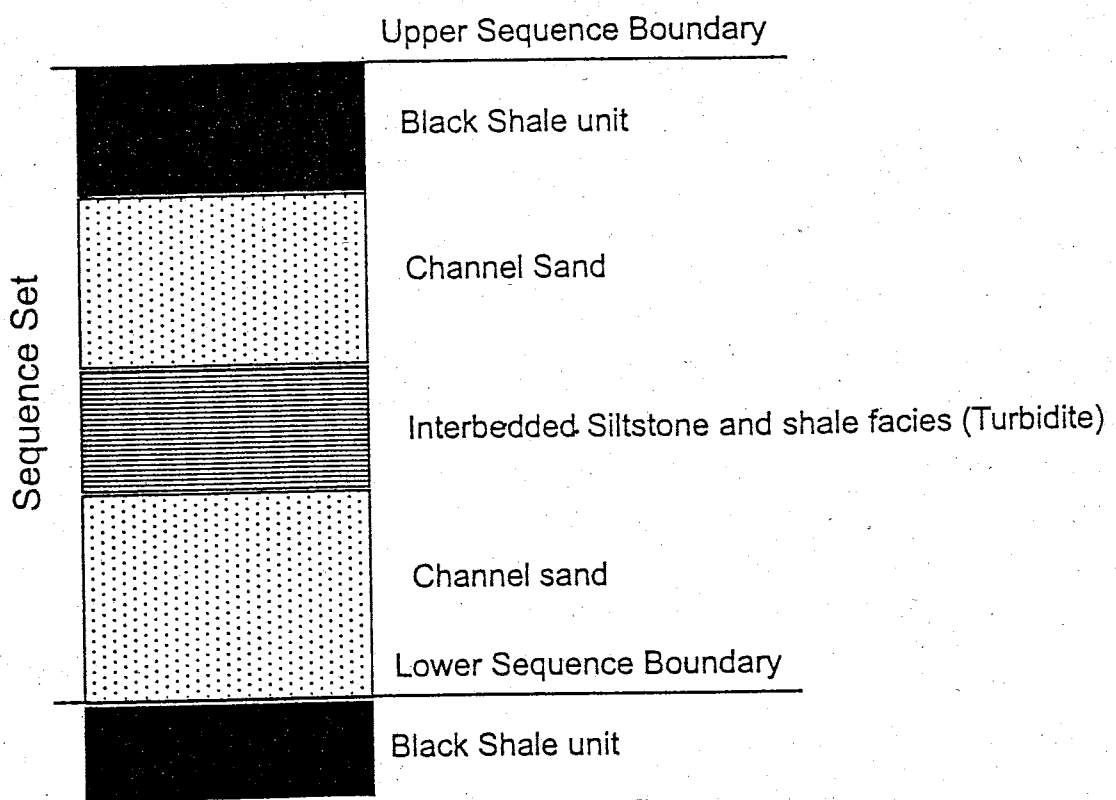 Upper Sequence Boundary
Black Shale unit
Channel Sand
Sequence Set
Interbedded Siltstone and shale facies (Turbidite)
Channel sand
Lower Sequence Boundary
Black Shale unit